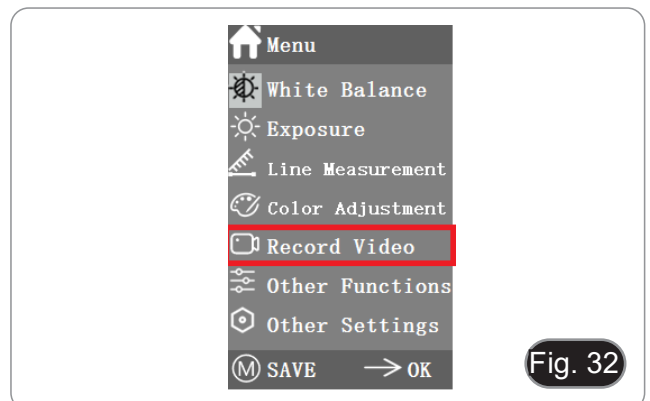 Menu
White Balance
Exposure
Line Measurement
Color Adjustment
Record Video
Other Functions
Other Settings
M SAVE OK
Fig. 32